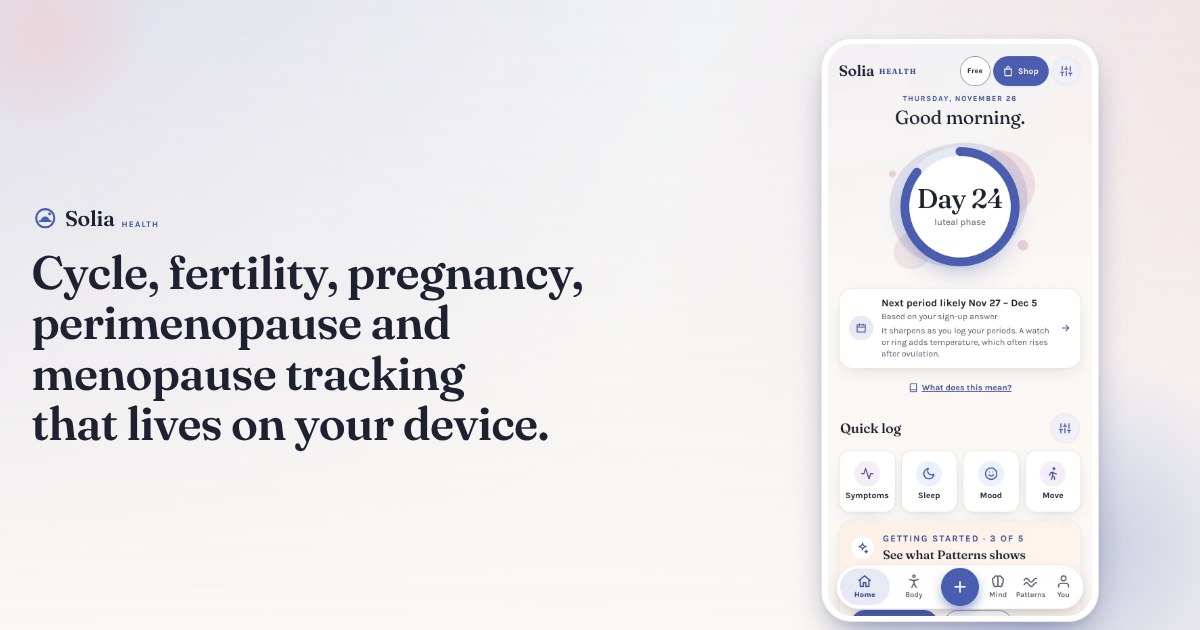 Solia HEALTH
Cycle, fertility, pregnancy,
perimenopause and
menopause tracking
that lives on your device.
Solia HEALTH
Free
Shop
THURSDAY, NOVEMBER 26
Good morning.
Day 24
luteal phase
Next period likely Nov 27 – Dec 5
Based on your sign-up answer
It sharpens as you log your periods. A watch
or ring adds temperature, which often rises
after ovulation.
What does this mean?
Quick log
Symptoms
Sleep
Mood
Move
GETTING STARTED · 3 OF 5
See what Patterns shows
Home
Body
Mind
Patterns
You